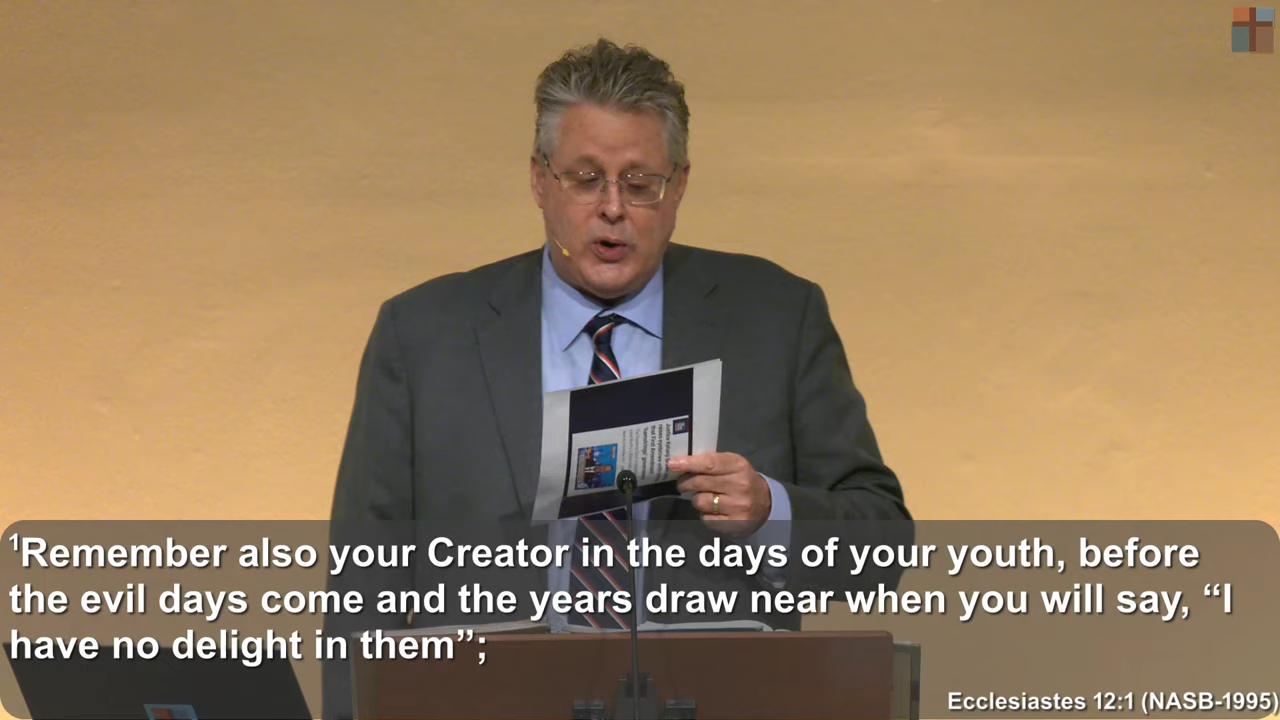 ¹Remember also your Creator in the days of your youth, before
the evil days come and the years draw near when you will say, “I
have no delight in them”;
Ecclesiastes 12:1 (NASB-1995)